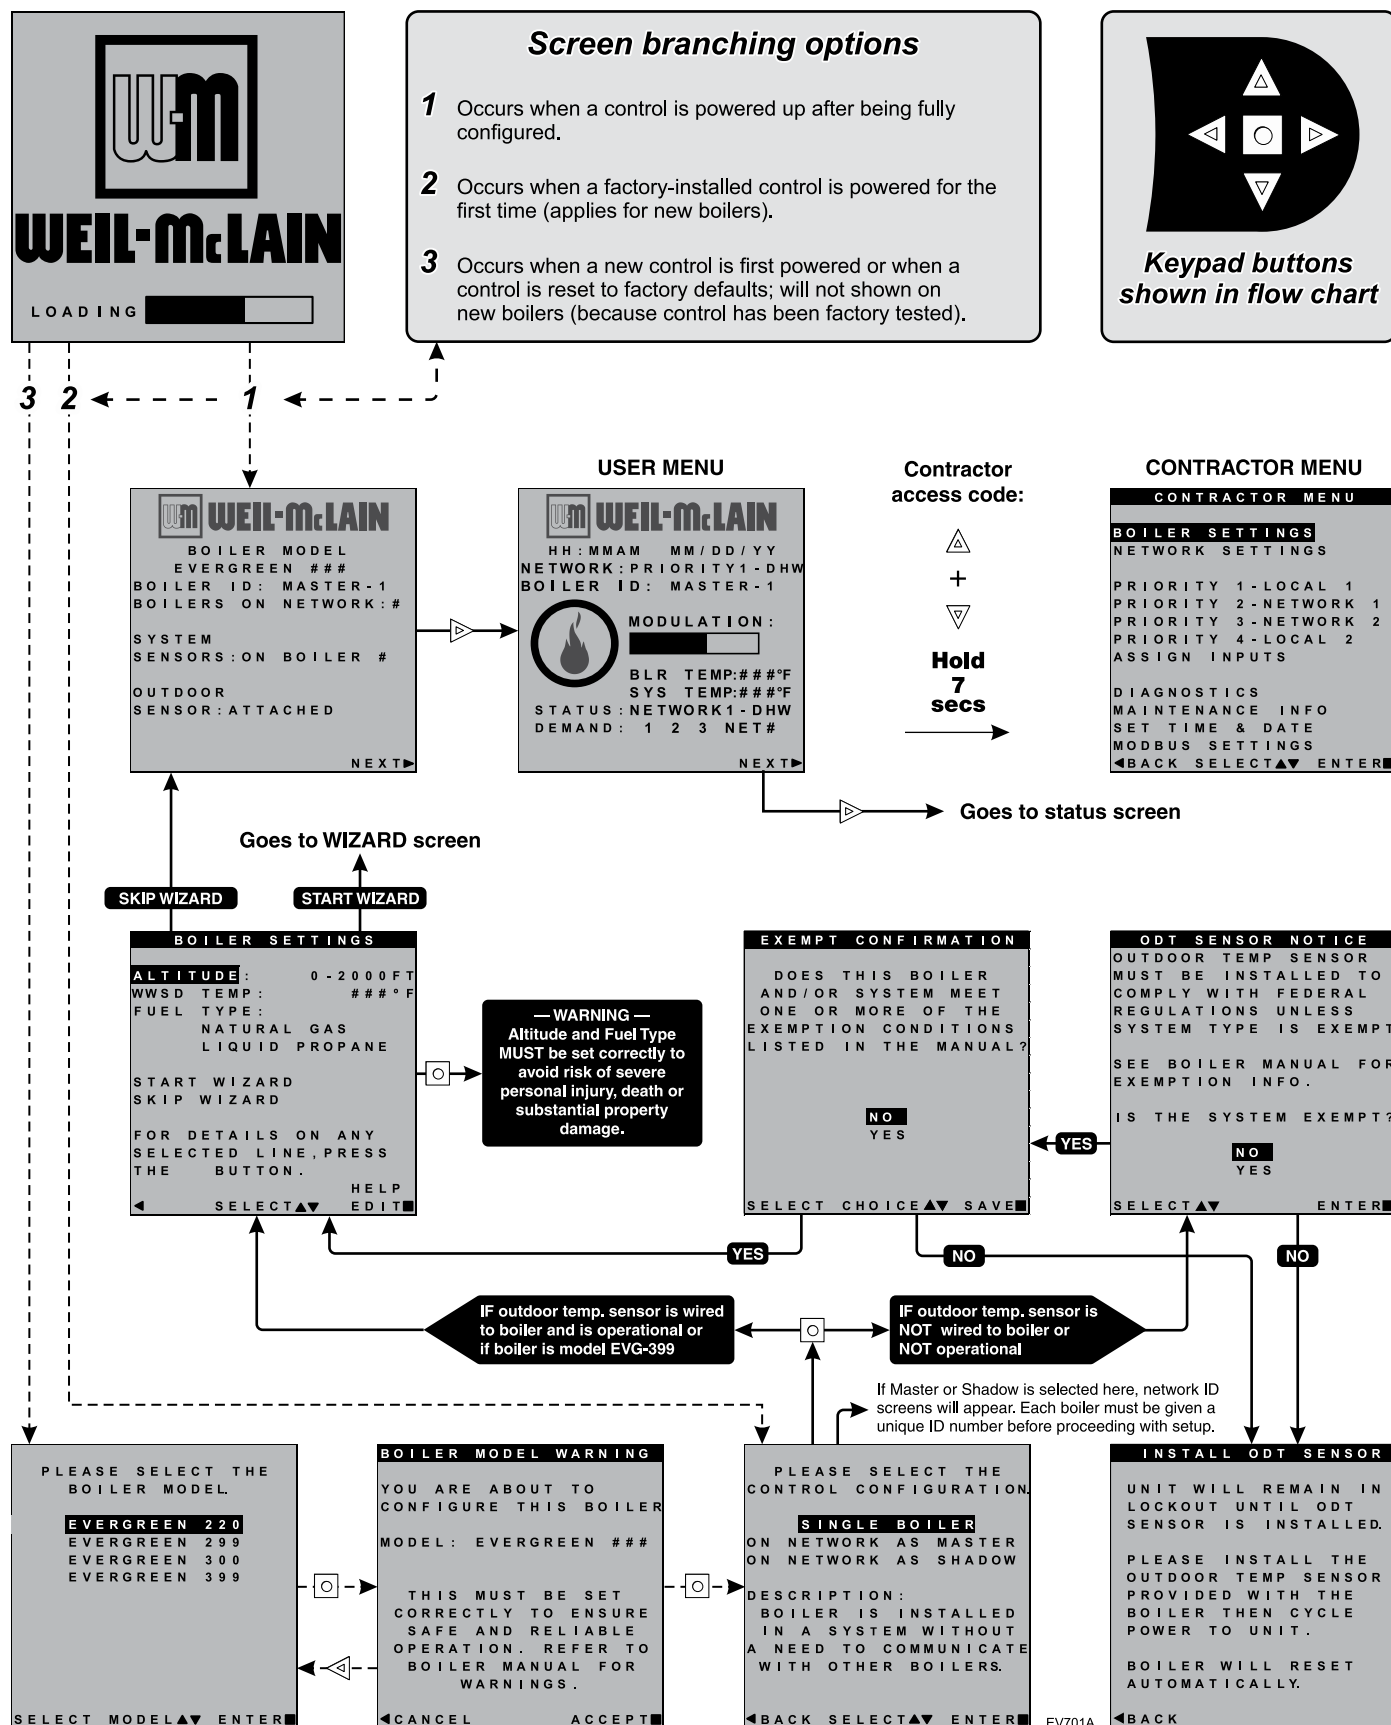 WM
WEIL-McLAIN
LOADING
Screen branching options
1 Occurs when a control is powered up after being fully
configured.
2 Occurs when a factory-installed control is powered for the
first time (applies for new boilers).
3 Occurs when a new control is first powered or when a
control is reset to factory defaults; will not shown on
new boilers (because control has been factory tested).
Keypad buttons
shown in flow chart
3 2 1
WM WEIL-McLAIN
BOILER MODEL
EVERGREEN ###
BOILER ID: MASTER-1
BOILERS ON NETWORK:#
SYSTEM
SENSORS:ON BOILER #
OUTDOOR
SENSOR:ATTACHED
NEXT▶
USER MENU
WM WEIL-McLAIN
HH:MMAM MM/DD/YY
NETWORK:PRIORITY1-DHW
BOILER ID: MASTER-1
MODULATION:
BLR TEMP:###°F
SYS TEMP:###°F
STATUS:NETWORK1-DHW
DEMAND: 1 2 3 NET#
NEXT▶
Contractor
access code:
+
Hold
7
secs
CONTRACTOR MENU
CONTRACTOR MENU
BOILER SETTINGS
NETWORK SETTINGS
PRIORITY 1-LOCAL 1
PRIORITY 2-NETWORK 1
PRIORITY 3-NETWORK 2
PRIORITY 4-LOCAL 2
ASSIGN INPUTS
DIAGNOSTICS
MAINTENANCE INFO
SET TIME & DATE
MODBUS SETTINGS
◀BACK SELECT▲▼ ENTER■
Goes to status screen
Goes to WIZARD screen
SKIP WIZARD
START WIZARD
BOILER SETTINGS
ALTITUDE: 0-2000FT
WWSD TEMP: ###°F
FUEL TYPE:
NATURAL GAS
LIQUID PROPANE
START WIZARD
SKIP WIZARD
FOR DETAILS ON ANY
SELECTED LINE,PRESS
THE BUTTON.
HELP
◀ SELECT▲▼ EDIT■
— WARNING —
Altitude and Fuel Type
MUST be set correctly to
avoid risk of severe
personal injury, death or
substantial property
damage.
EXEMPT CONFIRMATION
DOES THIS BOILER
AND/OR SYSTEM MEET
ONE OR MORE OF THE
EXEMPTION CONDITIONS
LISTED IN THE MANUAL?
NO
YES
SELECT CHOICE▲▼ SAVE■
YES
ODT SENSOR NOTICE
OUTDOOR TEMP SENSOR
MUST BE INSTALLED TO
COMPLY WITH FEDERAL
REGULATIONS UNLESS
SYSTEM TYPE IS EXEMPT
SEE BOILER MANUAL FOR
EXEMPTION INFO.
IS THE SYSTEM EXEMPT?
NO
YES
SELECT▲▼ ENTER■
YES
NO
NO
IF outdoor temp. sensor is wired
to boiler and is operational or
if boiler is model EVG-399
IF outdoor temp. sensor is
NOT wired to boiler or
NOT operational
If Master or Shadow is selected here, network ID
screens will appear. Each boiler must be given a
unique ID number before proceeding with setup.
PLEASE SELECT THE
BOILER MODEL.
EVERGREEN 220
EVERGREEN 299
EVERGREEN 300
EVERGREEN 399
SELECT MODEL▲▼ ENTER■
BOILER MODEL WARNING
YOU ARE ABOUT TO
CONFIGURE THIS BOILER
MODEL: EVERGREEN ###
THIS MUST BE SET
CORRECTLY TO ENSURE
SAFE AND RELIABLE
OPERATION. REFER TO
BOILER MANUAL FOR
WARNINGS.
◀CANCEL ACCEPT■
PLEASE SELECT THE
CONTROL CONFIGURATION.
SINGLE BOILER
ON NETWORK AS MASTER
ON NETWORK AS SHADOW
DESCRIPTION:
BOILER IS INSTALLED
IN A SYSTEM WITHOUT
A NEED TO COMMUNICATE
WITH OTHER BOILERS.
◀BACK SELECT▲▼ ENTER■
EV701A
INSTALL ODT SENSOR
UNIT WILL REMAIN IN
LOCKOUT UNTIL ODT
SENSOR IS INSTALLED.
PLEASE INSTALL THE
OUTDOOR TEMP SENSOR
PROVIDED WITH THE
BOILER THEN CYCLE
POWER TO UNIT.
BOILER WILL RESET
AUTOMATICALLY.
◀BACK